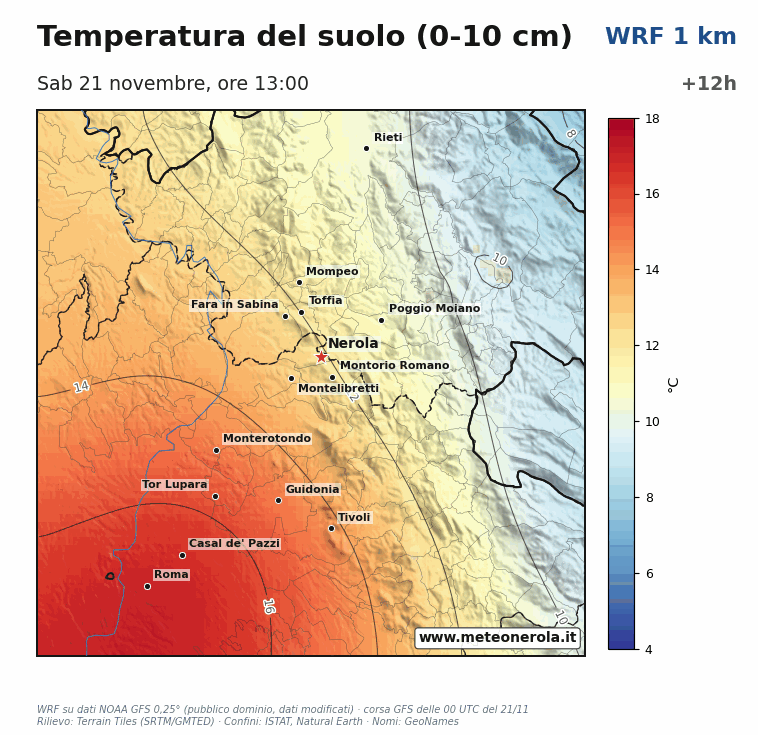 Temperatura del suolo (0-10 cm)
WRF 1 km
Sab 21 novembre, ore 13:00
+12h
8
Rieti
10
Mompeo
Toffia
Fara in Sabina
Poggio Moiano
Nerola
Montorio Romano
Montelibretti
14
Monterotondo
Tor Lupara
Guidonia
Tivoli
Casal de' Pazzi
Roma
16
10
www.meteonerola.it
18
16
14
12
10
8
6
4
°C
WRF su dati NOAA GFS 0,25° (pubblico dominio, dati modificati) · corsa GFS delle 00 UTC del 21/11
Rilievo: Terrain Tiles (SRTM/GMTED) · Confini: ISTAT, Natural Earth · Nomi: GeoNames